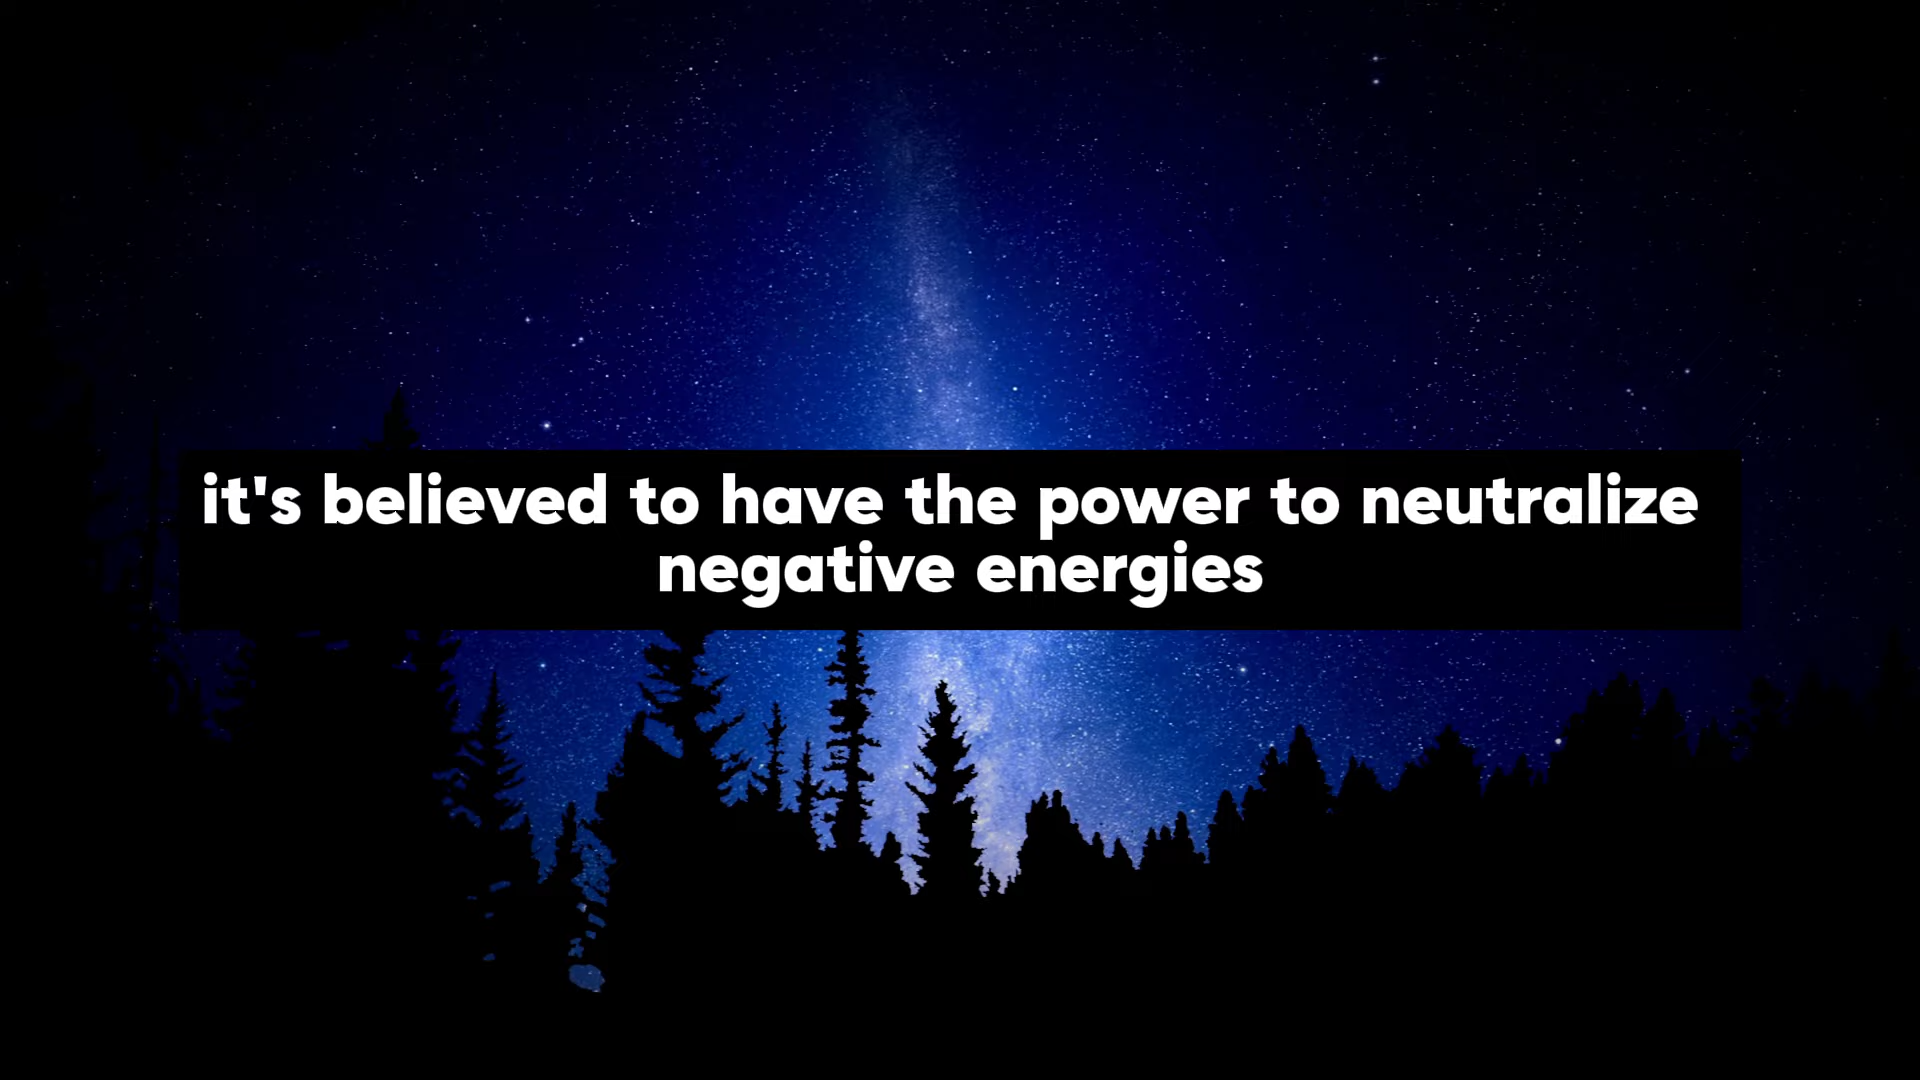 it's believed to have the power to neutralize
negative energies